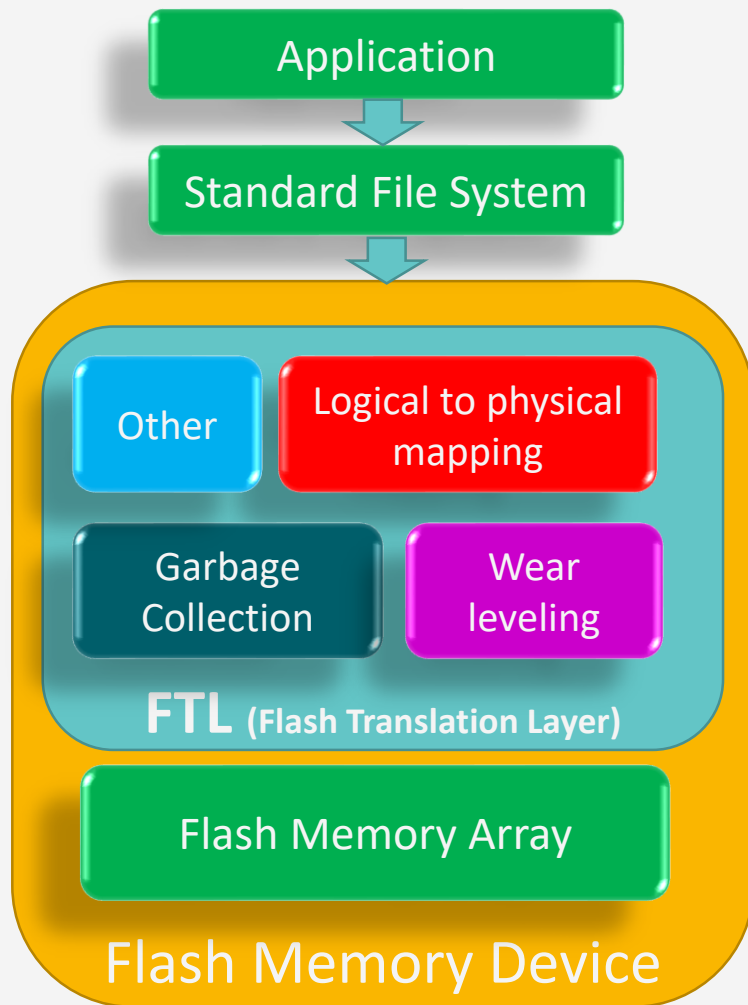 Application
Standard File System
Other
Logical to physical
mapping
Garbage
Collection
Wear
leveling
FTL (Flash Translation Layer)
Flash Memory Array
Flash Memory Device